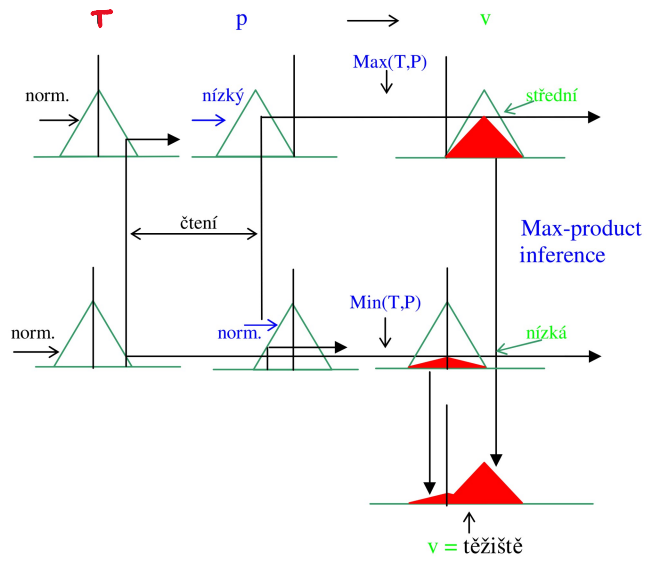 T p v
Max(T,P)
norm. nízký střední
čtení
Max-product
inference
Min(T,P)
norm. norm. nízká
v = těžiště